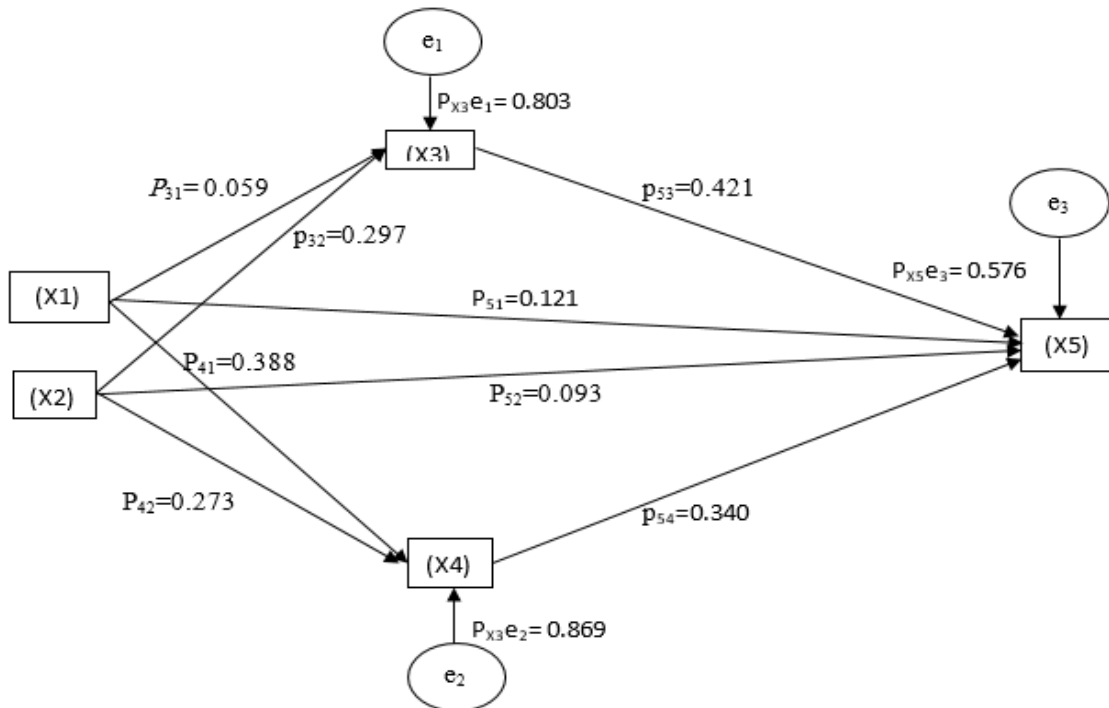 e₁
Pₓ₃e₁= 0.803
(X3)
P₃₁= 0.059
p₅₃=0.421
e₃
p₃₂=0.297
Pₓ₅e₃= 0.576
(X1)
P₅₁=0.121
(X5)
P₄₁=0.388
(X2)
P₅₂=0.093
P₄₂=0.273
p₅₄=0.340
(X4)
Pₓ₃e₂= 0.869
e₂